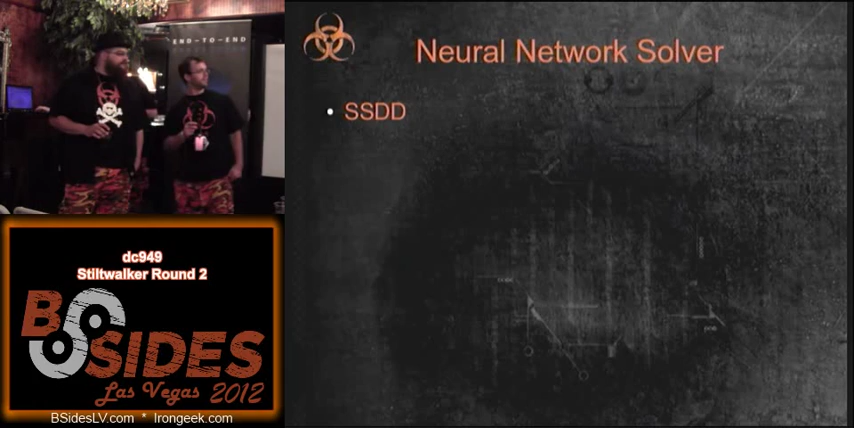 END-TO-END
Neural Network Solver
• SSDD
dc949
Stiltwalker Round 2
BSIDES
Las Vegas 2012
BSidesLV.com * Irongeek.com